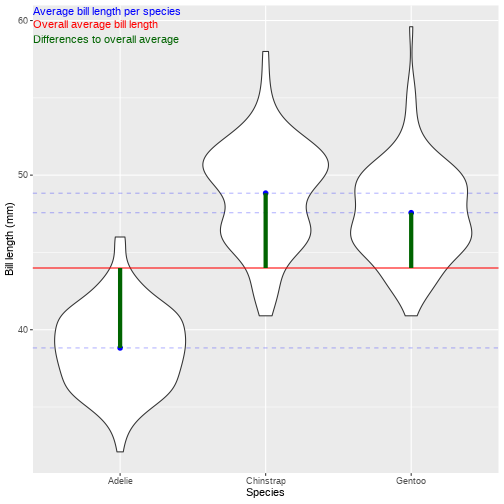 Average bill length per species
Overall average bill length
Differences to overall average
60
50
40
Bill length (mm)
Adelie
Chinstrap
Gentoo
Species